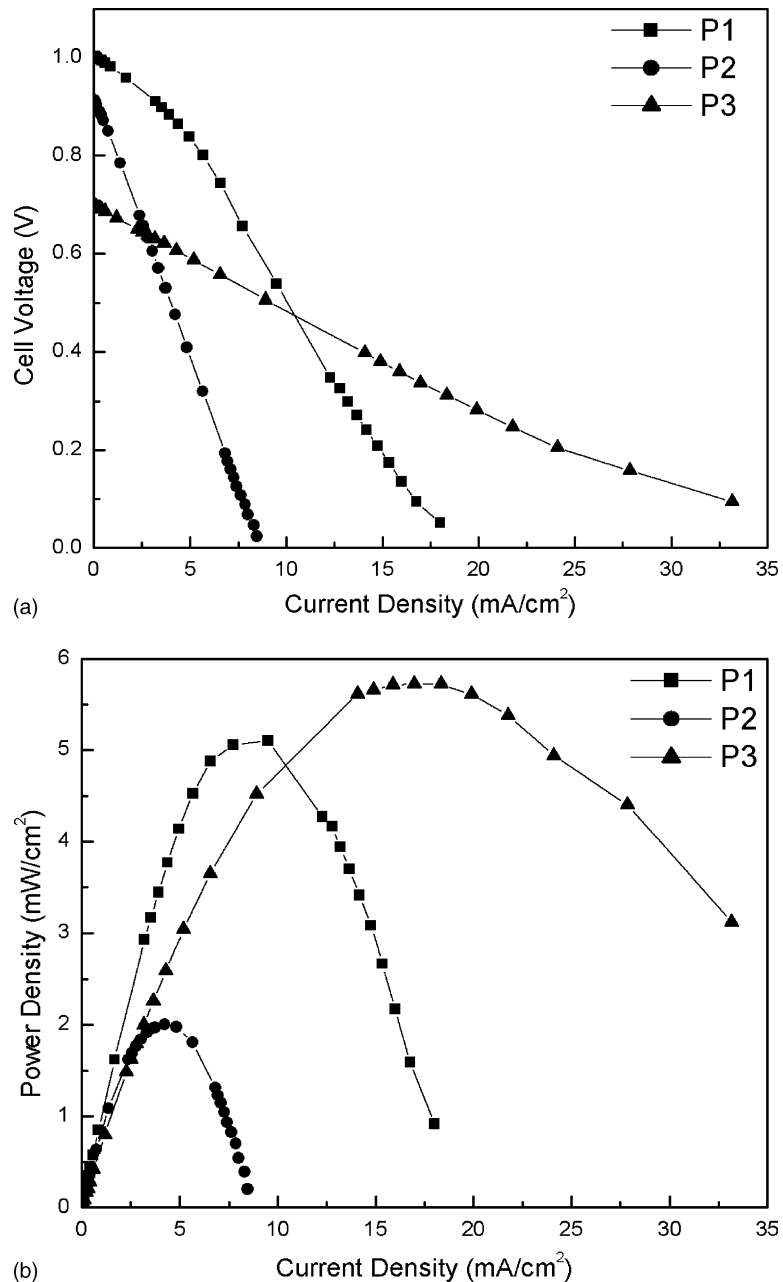 P1
P2
P3
1.0
0.8
0.6
0.4
0.2
0.0
Cell Voltage (V)
0 5 10 15 20 25 30 35
(a)
Current Density (mA/cm²)
6
5
4
3
2
1
0
Power Density (mW/cm²)
P1
P2
P3
0 5 10 15 20 25 30 35
(b)
Current Density (mA/cm²)